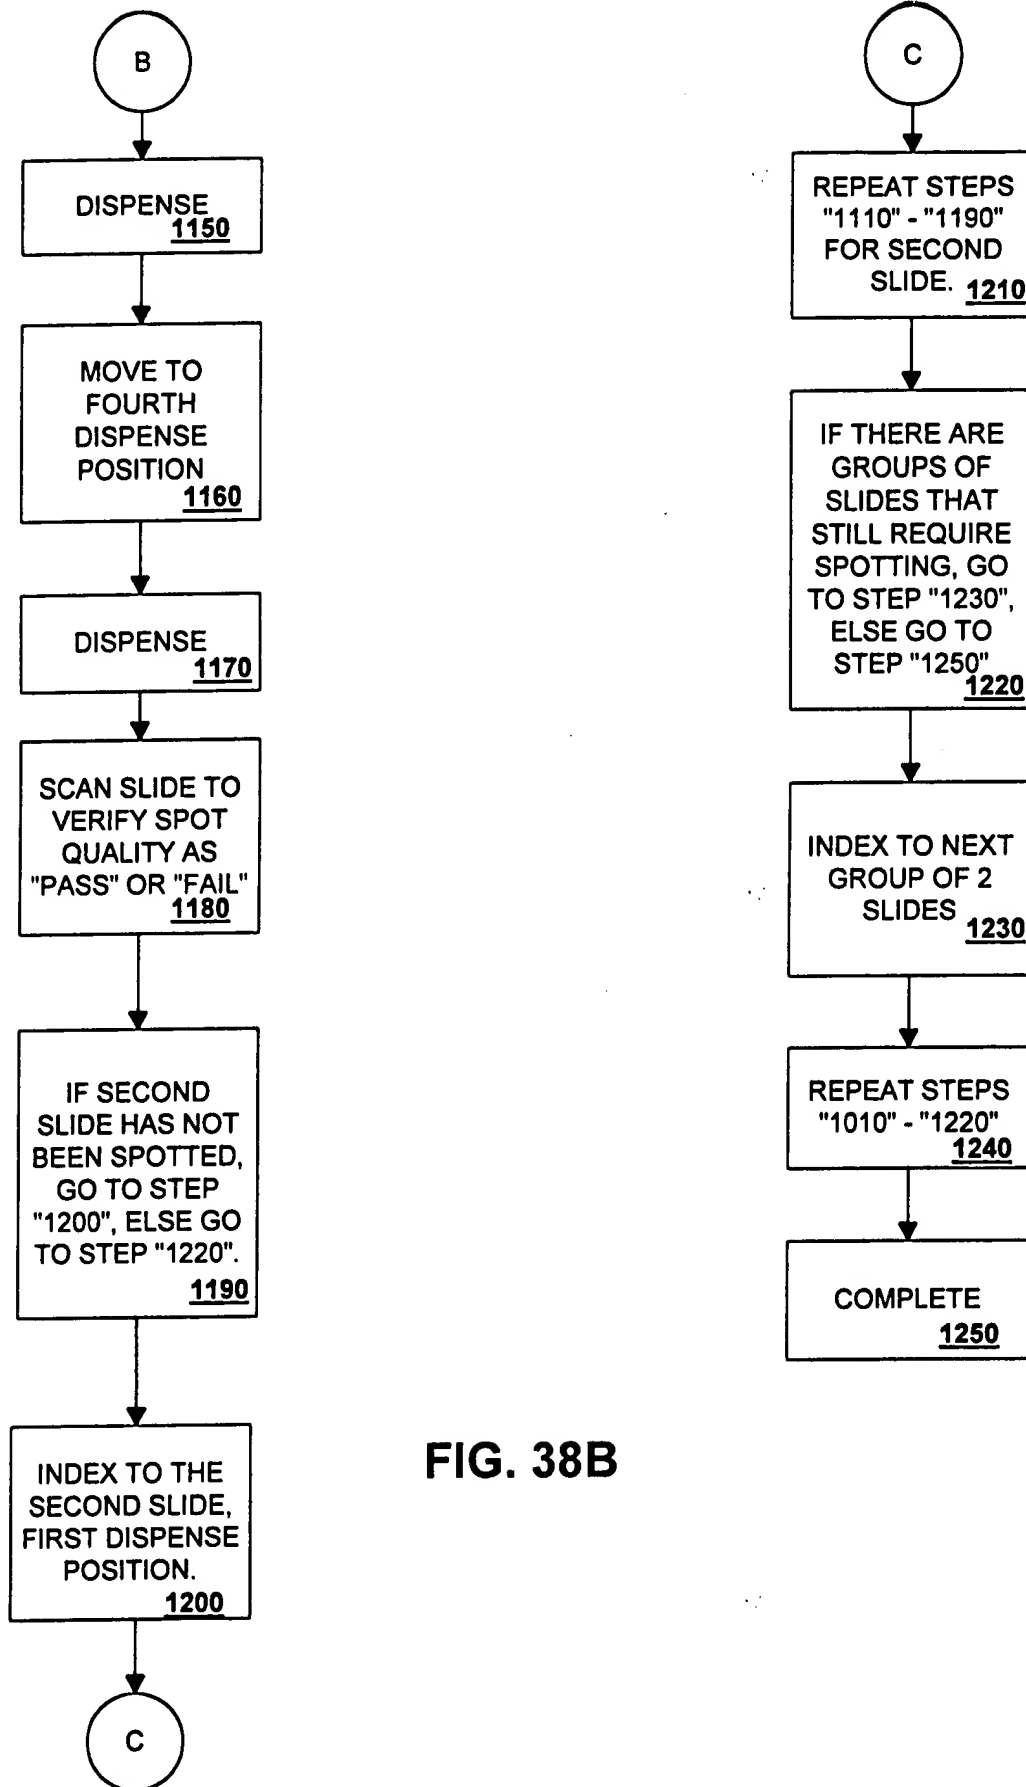 B
DISPENSE
1150
MOVE TO
FOURTH
DISPENSE
POSITION
1160
DISPENSE
1170
SCAN SLIDE TO
VERIFY SPOT
QUALITY AS
"PASS" OR "FAIL"
1180
IF SECOND
SLIDE HAS NOT
BEEN SPOTTED,
GO TO STEP
"1200", ELSE GO
TO STEP "1220".
1190
INDEX TO THE
SECOND SLIDE,
FIRST DISPENSE
POSITION.
1200
C
C
REPEAT STEPS
"1110" - "1190"
FOR SECOND
SLIDE.
1210
IF THERE ARE
GROUPS OF
SLIDES THAT
STILL REQUIRE
SPOTTING, GO
TO STEP "1230",
ELSE GO TO
STEP "1250"
1220
INDEX TO NEXT
GROUP OF 2
SLIDES
1230
REPEAT STEPS
"1010" - "1220"
1240
COMPLETE
1250
FIG. 38B